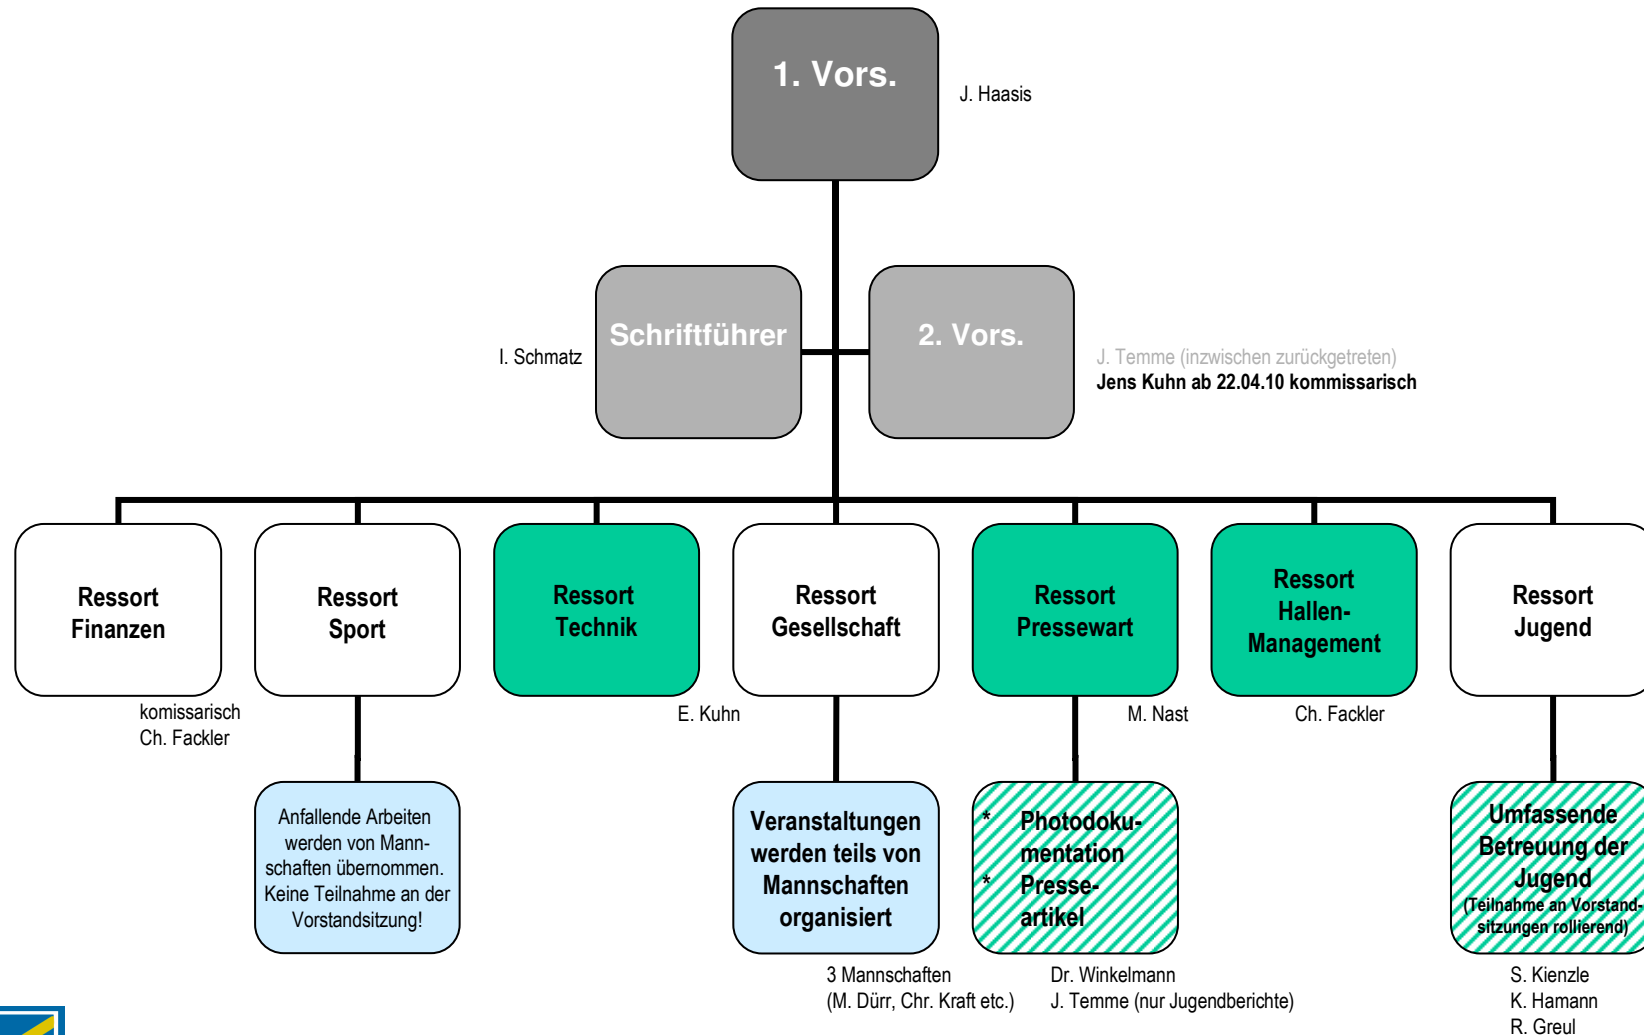 1. Vors.
J. Haasis
Schriftführer
2. Vors.
I. Schmatz
J. Temme (inzwischen zurückgetreten)
Jens Kuhn ab 22.04.10 kommissarisch
Ressort
Finanzen
Ressort
Sport
Ressort
Technik
Ressort
Gesellschaft
Ressort
Pressewart
Ressort
Hallen-
Management
Ressort
Jugend
komissarisch
Ch. Fackler
E. Kuhn
M. Nast
Ch. Fackler
Anfallende Arbeiten
werden von Mann-
schaften übernommen.
Keine Teilnahme an der
Vorstandsitzung!
Veranstaltungen
werden teils von
Mannschaften
organisiert
* Photodoku-
mentation
* Presse-
artikel
Umfassende
Betreuung der
Jugend
(Teilnahme an Vorstand-
sitzungen rollierend)
3 Mannschaften
(M. Dürr, Chr. Kraft etc.)
Dr. Winkelmann
J. Temme (nur Jugendberichte)
S. Kienzle
K. Hamann
R. Greul